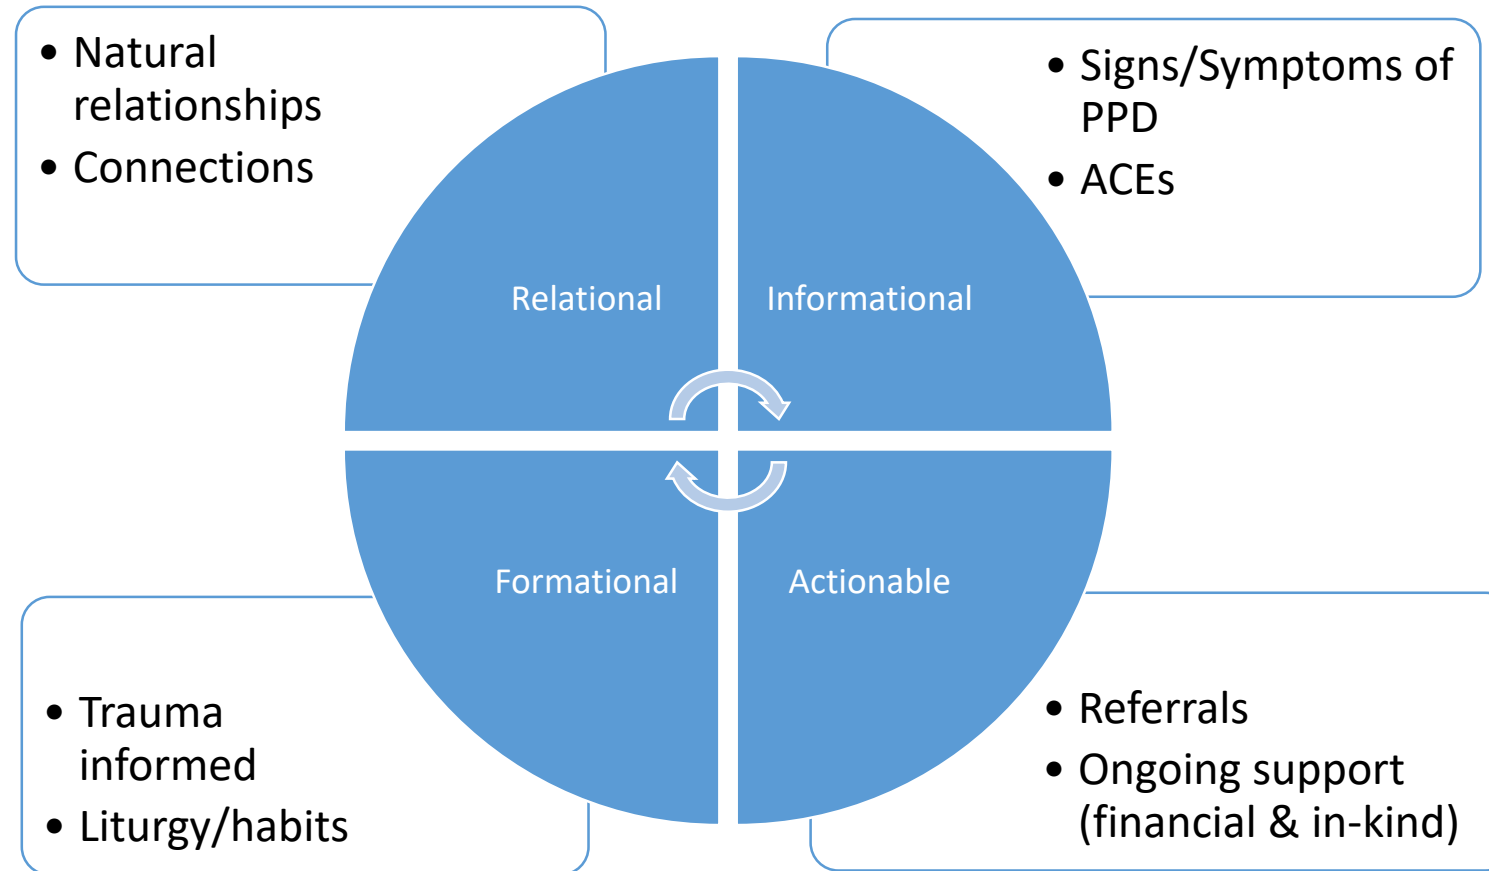 • Natural
relationships
• Connections
• Signs/Symptoms of
PPD
• ACEs
Relational
Informational
Formational
Actionable
• Trauma
informed
• Liturgy/habits
• Referrals
• Ongoing support
(financial & in-kind)